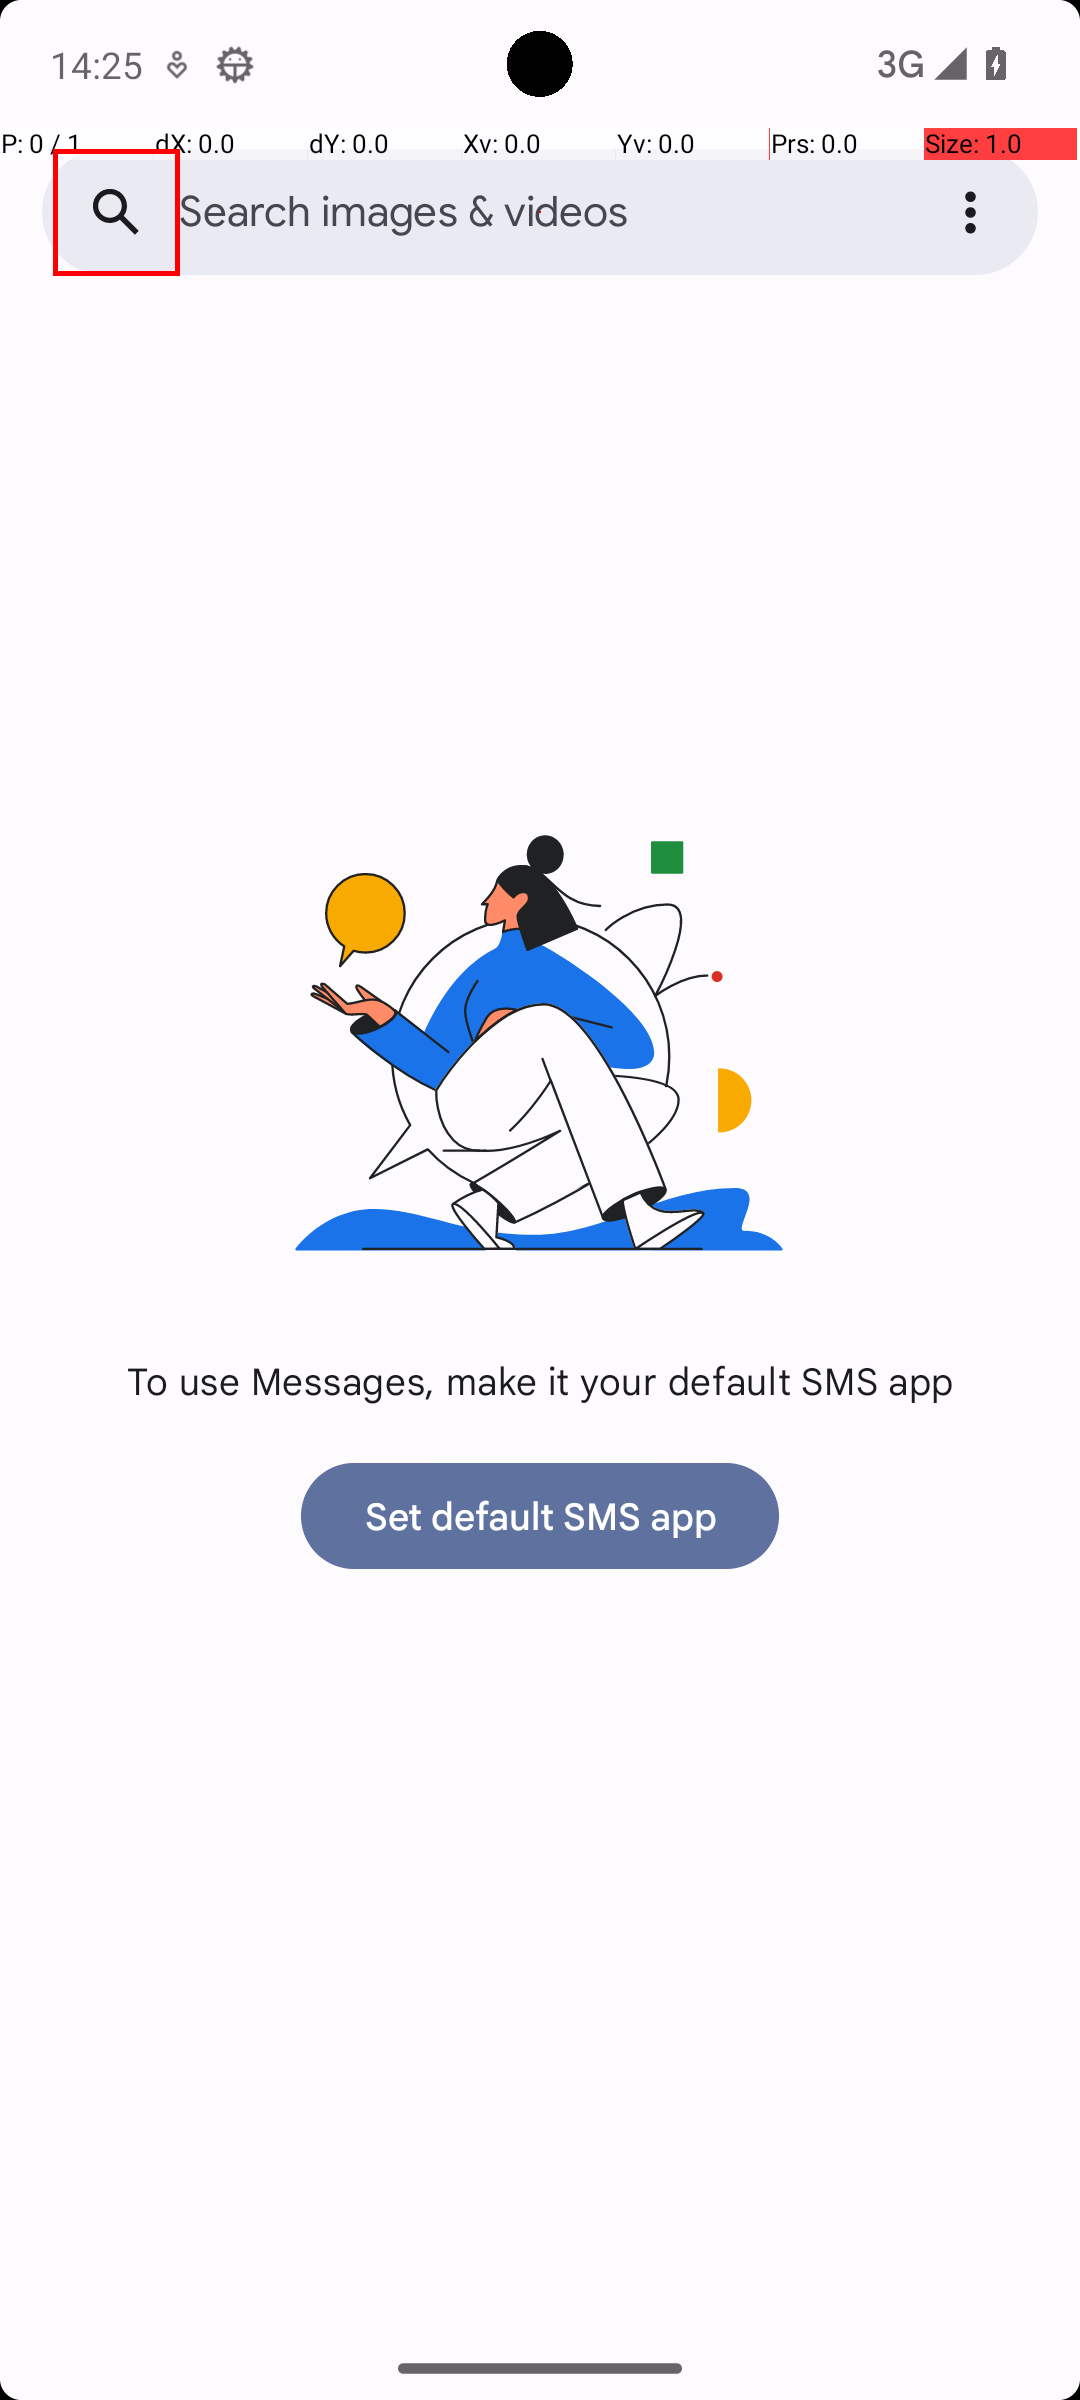 14:25
3G
P: 0 / 1 dX: 0.0 dY: 0.0 Xv: 0.0 Yv: 0.0 Prs: 0.0 Size: 1.0
Search images & videos
To use Messages, make it your default SMS app
Set default SMS app